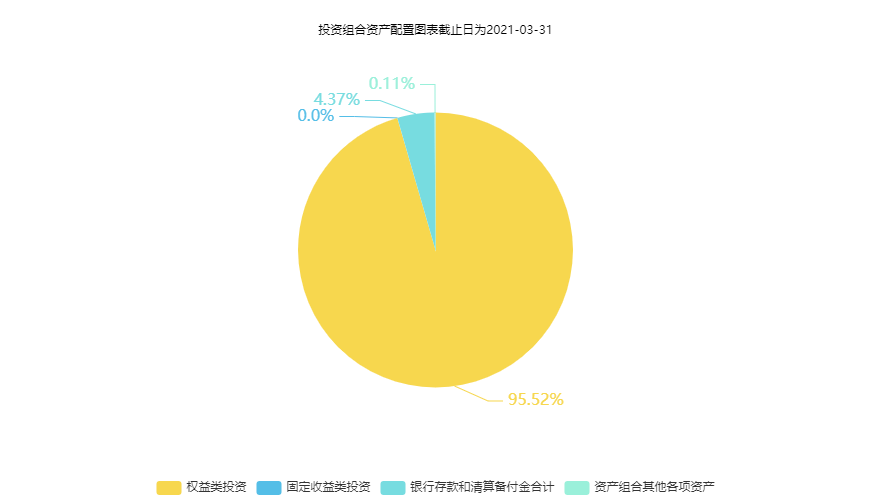 投资组合资产配置图表截止日为2021-03-31
0.11%
4.37%
0.0%
95.52%
权益类投资 固定收益类投资 银行存款和清算备付金合计 资产组合其他各项资产